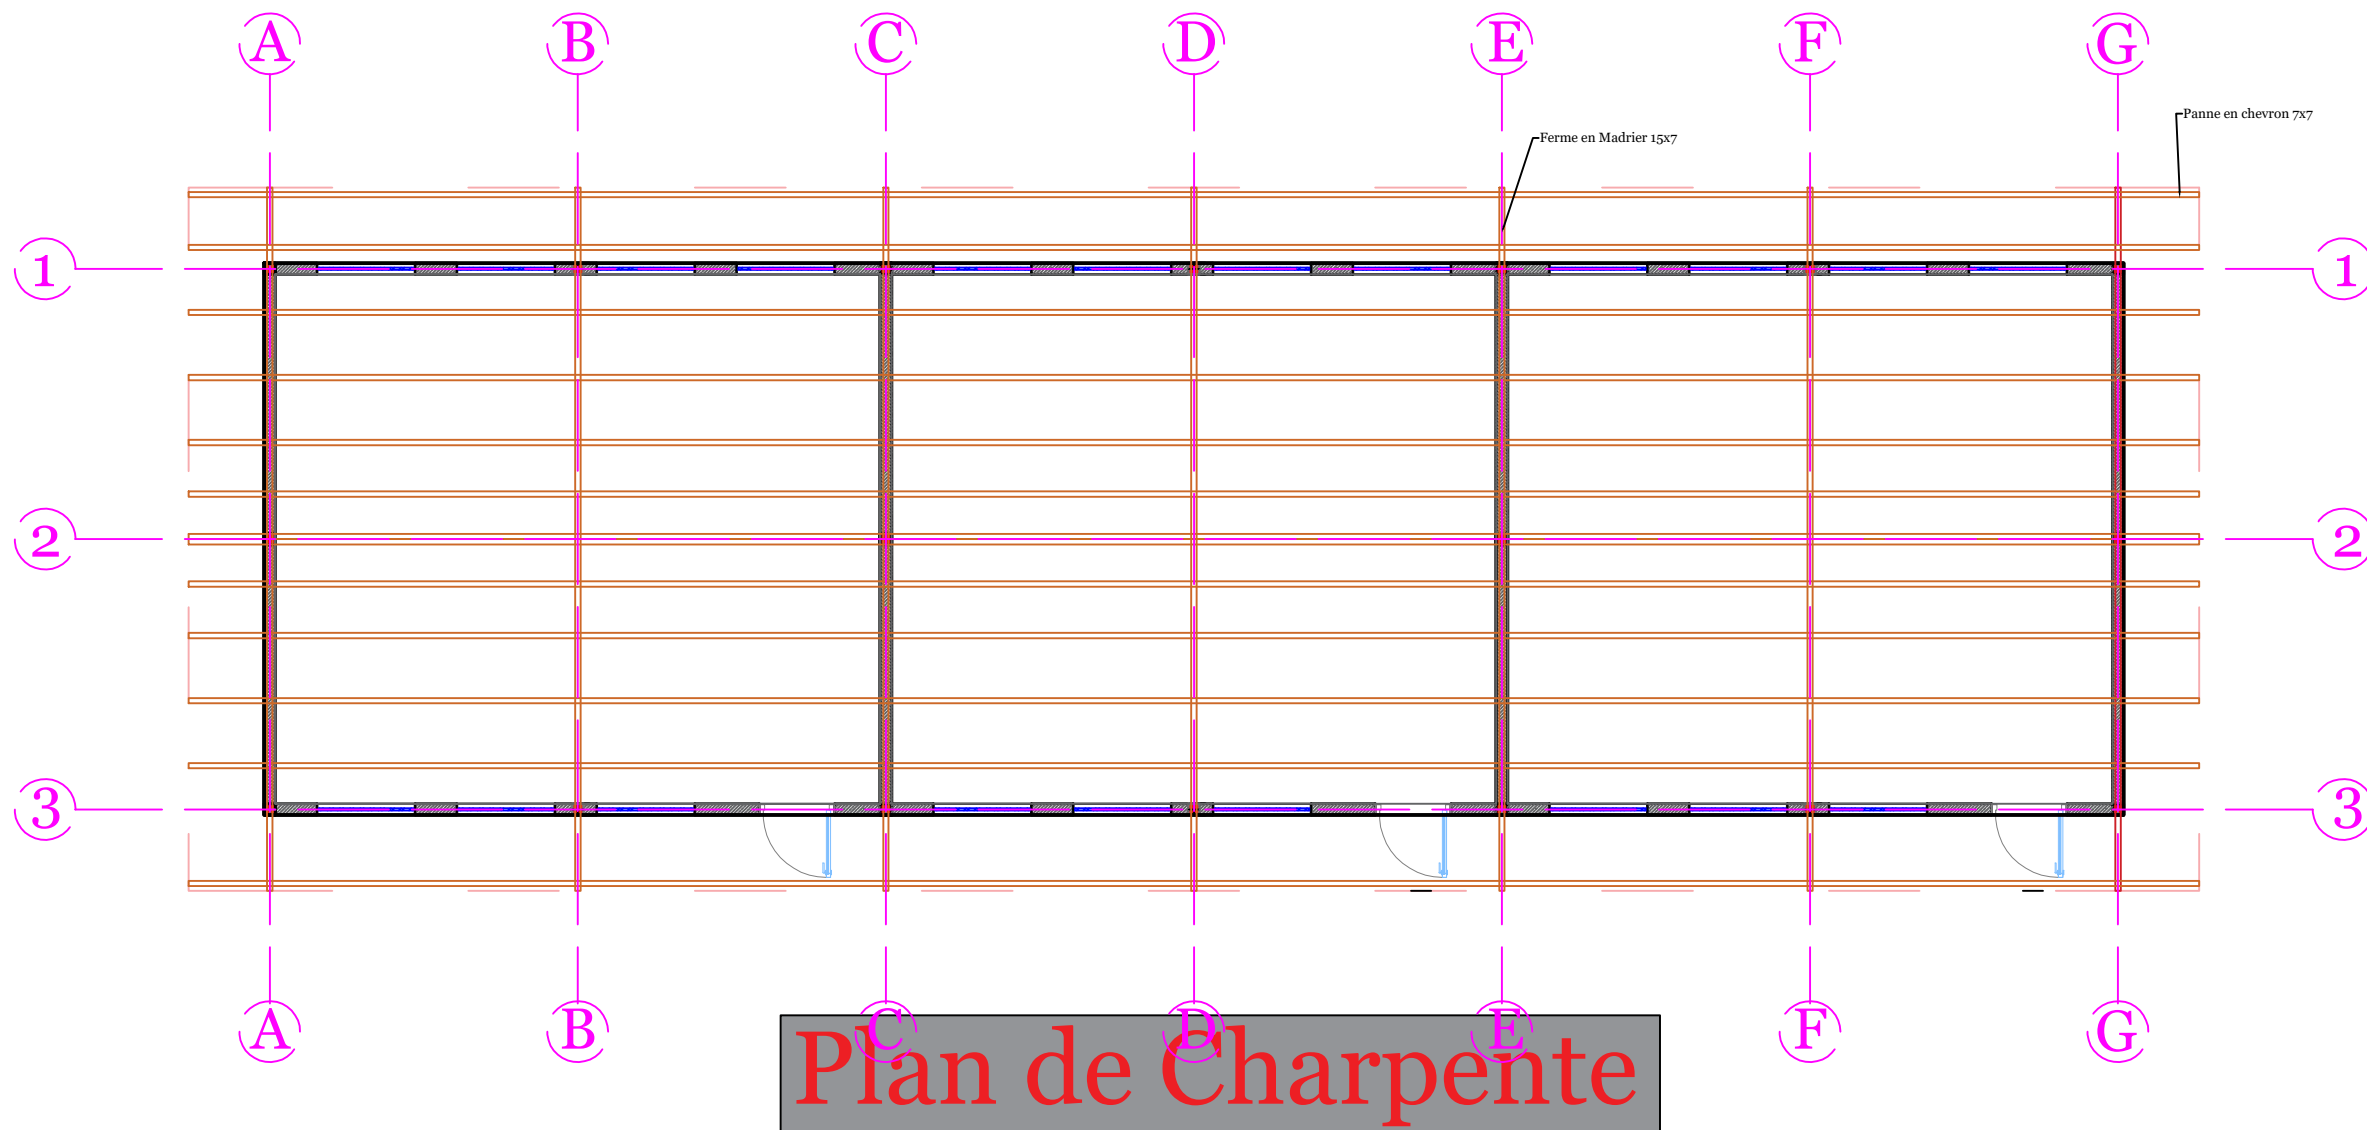 A B C D E F G
Panne en chevron 7x7
Ferme en Madrier 15x7
1 1
2 2
3 3
A B C D E F G
Plan de Charpente